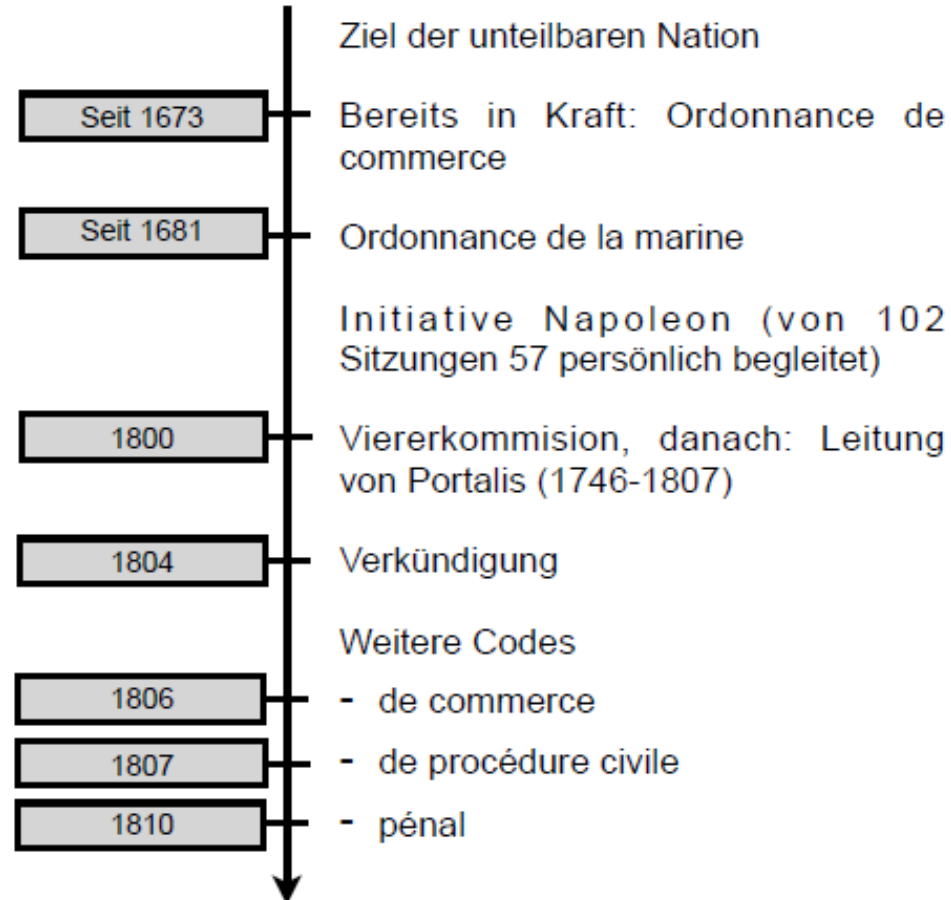 Ziel der unteilbaren Nation
Seit 1673
Bereits in Kraft: Ordonnance de
commerce
Seit 1681
Ordonnance de la marine
Initiative Napoleon (von 102
Sitzungen 57 persönlich begleitet)
1800
Viererkommision, danach: Leitung
von Portalis (1746-1807)
1804
Verkündigung
Weitere Codes
1806
- de commerce
1807
- de procédure civile
1810
- pénal